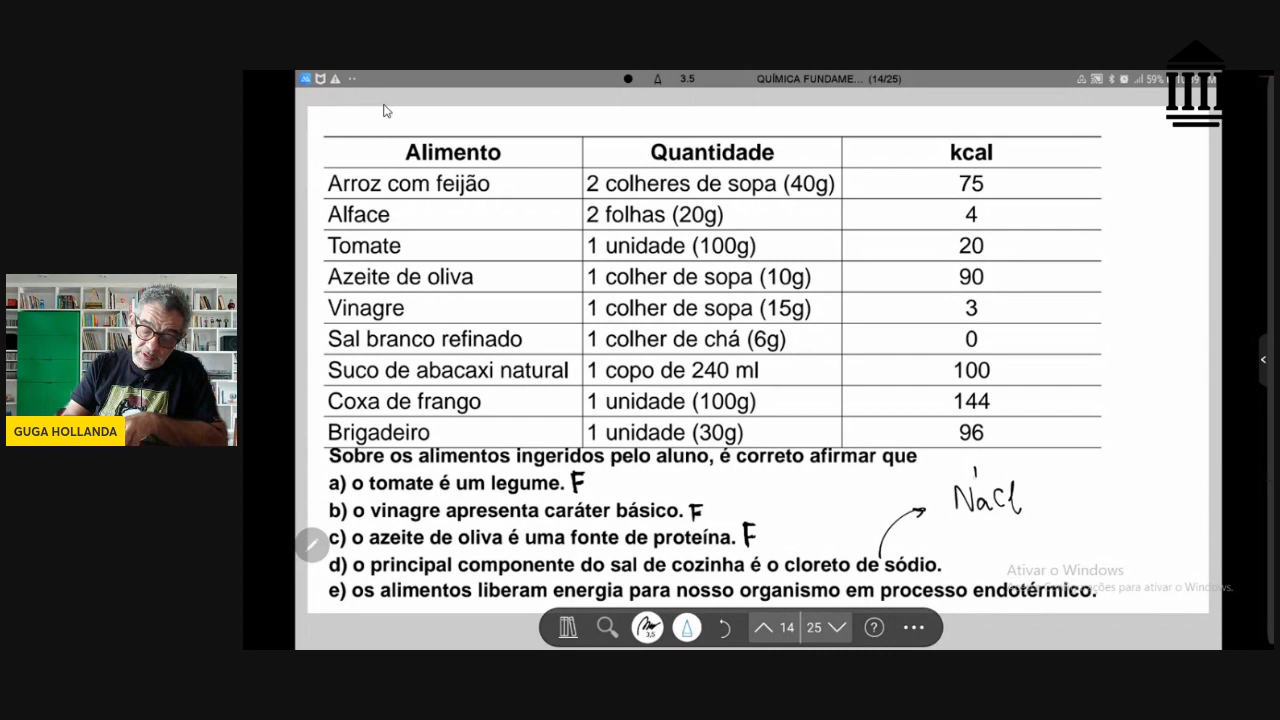 3.5 QUÍMICA FUNDAME... (14/25) 59%
Alimento Quantidade kcal
Arroz com feijão 2 colheres de sopa (40g) 75
Alface 2 folhas (20g) 4
Tomate 1 unidade (100g) 20
Azeite de oliva 1 colher de sopa (10g) 90
Vinagre 1 colher de sopa (15g) 3
Sal branco refinado 1 colher de chá (6g) 0
Suco de abacaxi natural 1 copo de 240 ml 100
Coxa de frango 1 unidade (100g) 144
Brigadeiro 1 unidade (30g) 96
Sobre os alimentos ingeridos pelo aluno, é correto afirmar que
a) o tomate é um legume. F
NaCl
b) o vinagre apresenta caráter básico. F
c) o azeite de oliva é uma fonte de proteína. F
d) o principal componente do sal de cozinha é o cloreto de sódio.
Ativar o Windows
para ativar o Windows.
e) os alimentos liberam energia para nosso organismo em processo endotérmico.
GUGA HOLLANDA
3,5 14 25